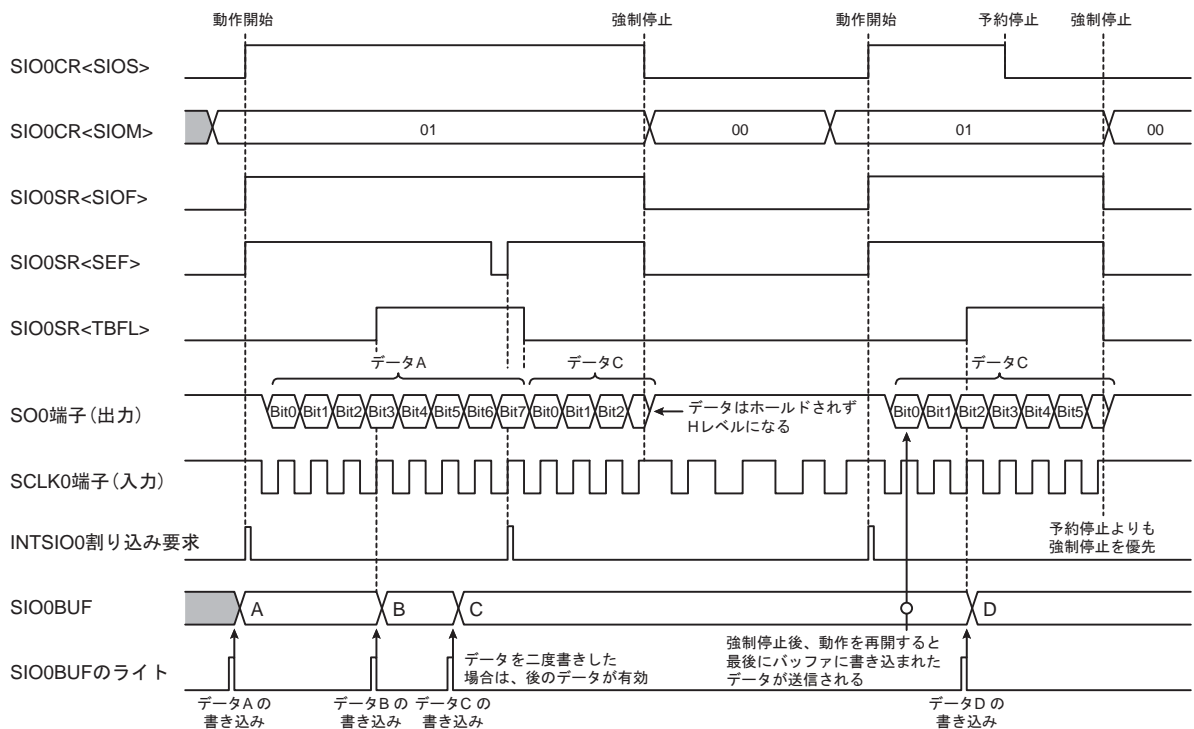 動作開始 強制停止 動作開始 予約停止 強制停止
SIO0CR<SIOS>
SIO0CR<SIOM> 01 00 01 00
SIO0SR<SIOF>
SIO0SR<SEF>
SIO0SR<TBFL>
データA データC データC
SO0端子(出力) Bit0 Bit1 Bit2 Bit3 Bit4 Bit5 Bit6 Bit7 Bit0 Bit1 Bit2 Bit0 Bit1 Bit2 Bit3 Bit4 Bit5
データはホールドされず
Hレベルになる
SCLK0端子(入力)
INTSIO0割り込み要求
予約停止よりも
強制停止を優先
SIO0BUF A B C D
SIO0BUFのライト
データを二度書きした
場合は、後のデータが有効
強制停止後、動作を再開すると
最後にバッファに書き込まれた
データが送信される
データAの
書き込み
データBの
書き込み
データCの
書き込み
データDの
書き込み